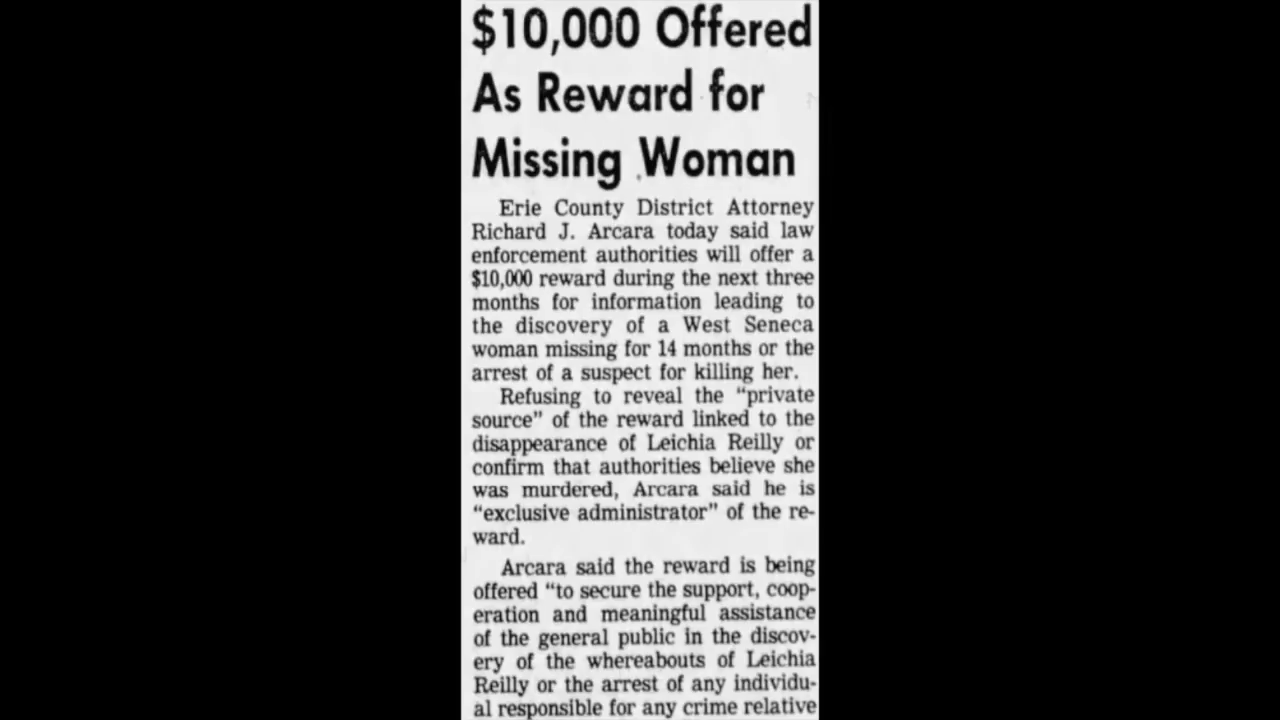 $10,000 Offered
As Reward for
Missing Woman
Erie County District Attorney
Richard J. Arcara today said law
enforcement authorities will offer a
$10,000 reward during the next three
months for information leading to
the discovery of a West Seneca
woman missing for 14 months or the
arrest of a suspect for killing her.
Refusing to reveal the “private
source” of the reward linked to the
disappearance of Leichia Reilly or
confirm that authorities believe she
was murdered, Arcara said he is
“exclusive administrator” of the re-
ward.
Arcara said the reward is being
offered “to secure the support, coop-
eration and meaningful assistance
of the general public in the discov-
ery of the whereabouts of Leichia
Reilly or the arrest of any individu-
al responsible for any crime relative